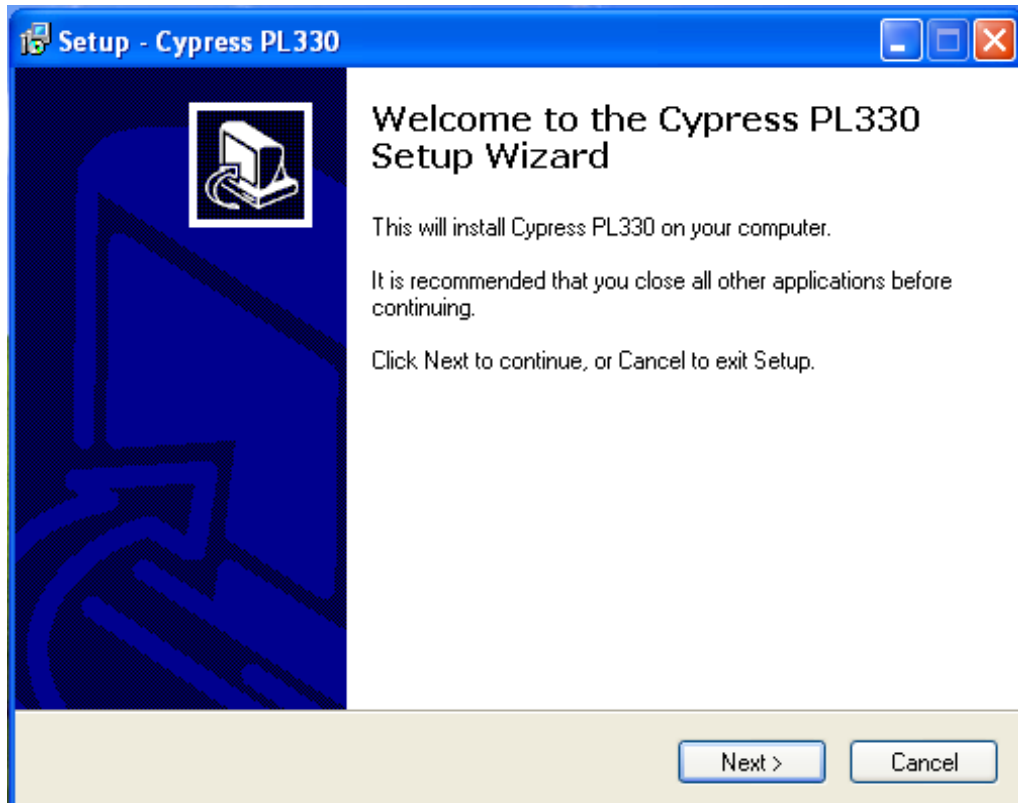 Setup - Cypress PL330
Welcome to the Cypress PL330
Setup Wizard
This will install Cypress PL330 on your computer.
It is recommended that you close all other applications before
continuing.
Click Next to continue, or Cancel to exit Setup.
Next >
Cancel